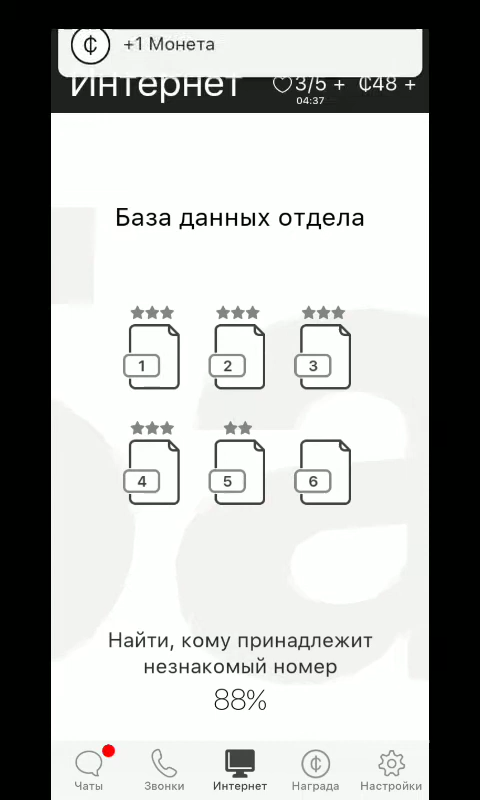 ₵ +1 Монета
Интернет 3/5 + ₵48 +
04:37
База данных отдела
1 2 3
4 5 6
Найти, кому принадлежит
незнакомый номер
88%
Чаты Звонки Интернет Награда Настройки